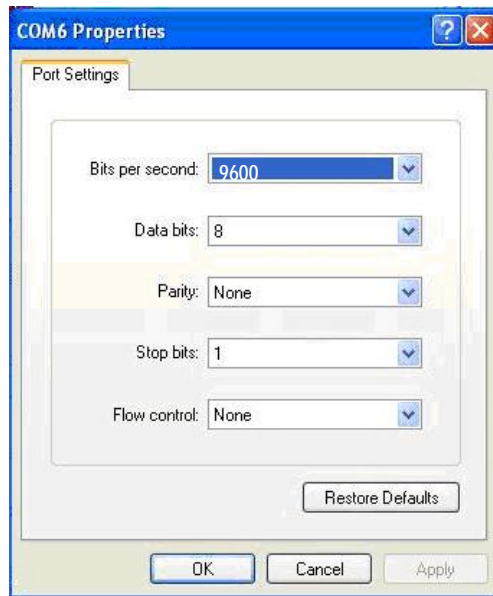 COM6 Properties
Port Settings
Bits per second: 9600
Data bits: 8
Parity: None
Stop bits: 1
Flow control: None
Restore Defaults
OK Cancel Apply